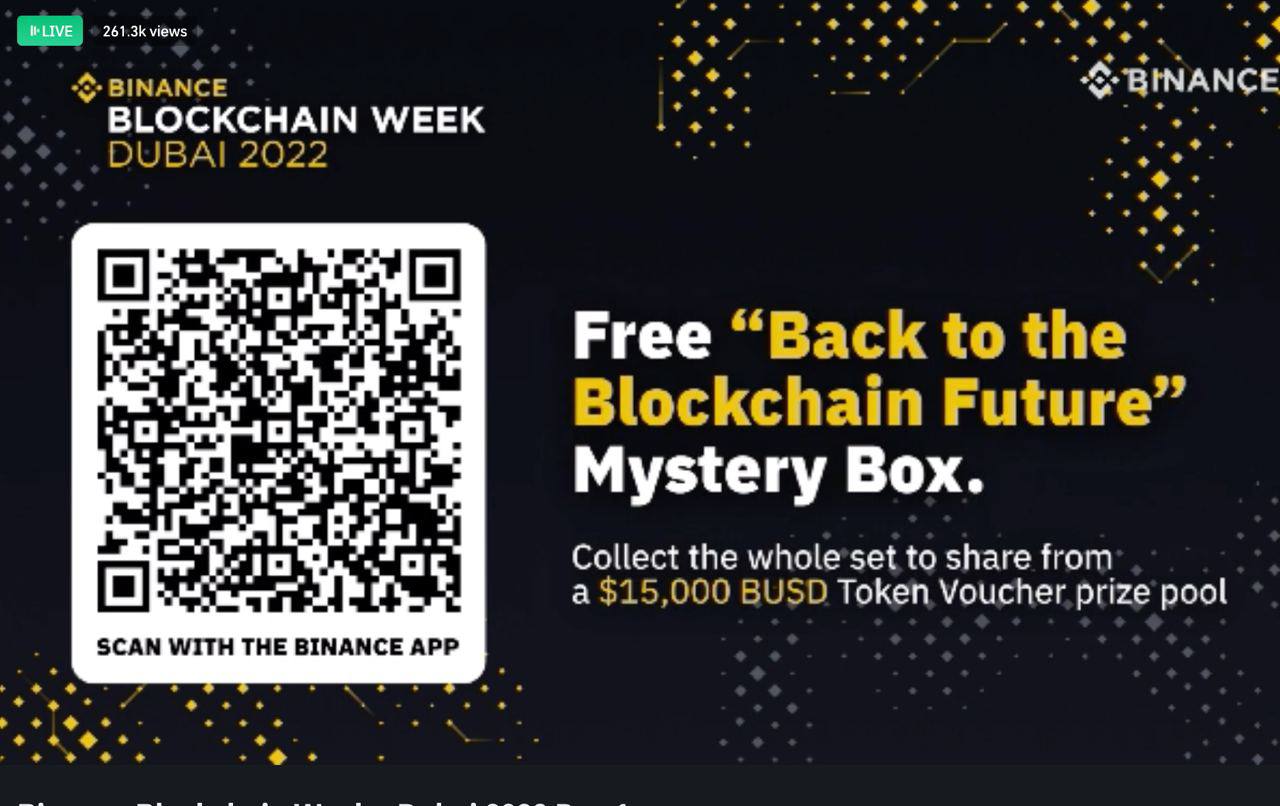 LIVE 261.3k views
BINANCE
BLOCKCHAIN WEEK
DUBAI 2022
BINANCE
Free “Back to the
Blockchain Future”
Mystery Box.
Collect the whole set to share from
a $15,000 BUSD Token Voucher prize pool
SCAN WITH THE BINANCE APP